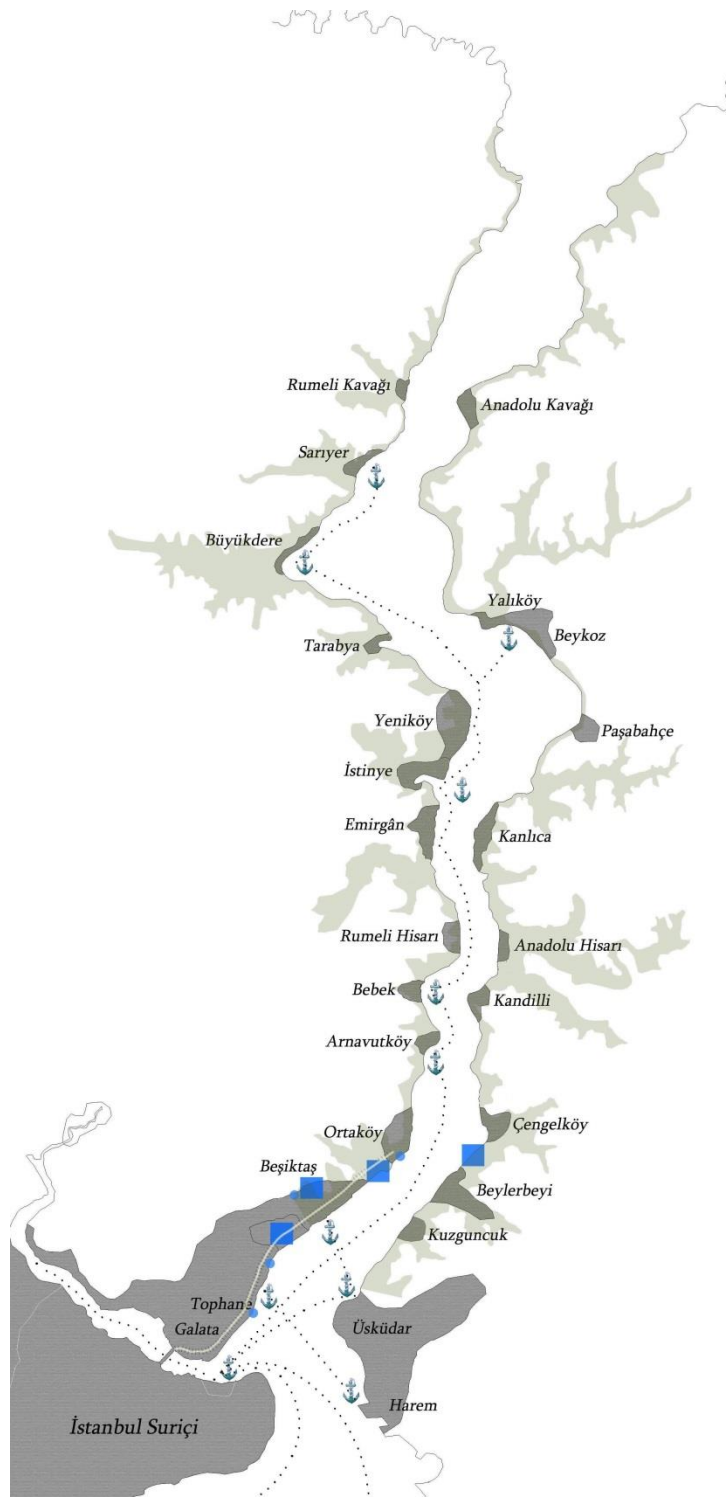 Rumeli Kavağı
Anadolu Kavağı
Sarıyer
Büyükdere
Yalıköy
Beykoz
Tarabya
Yeniköy
Paşabahçe
İstinye
Emirgân
Kanlıca
Rumeli Hisarı
Anadolu Hisarı
Bebek
Kandilli
Arnavutköy
Çengelköy
Ortaköy
Beşiktaş
Beylerbeyi
Kuzguncuk
Tophane
Galata
Üsküdar
Harem
İstanbul Suriçi